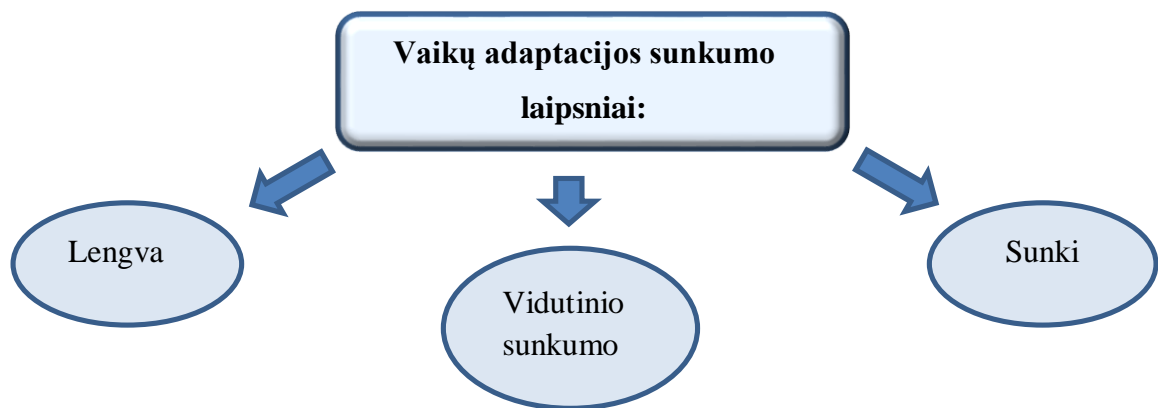 Vaikų adaptacijos sunkumo
laipsniai:
Lengva
Vidutinio
sunkumo
Sunki